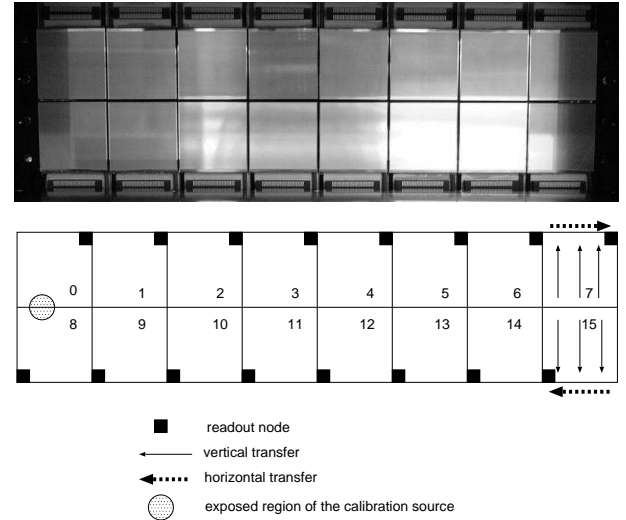 0 1 2 3 4 5 6 7
8 9 10 11 12 13 14 15
readout node
vertical transfer
horizontal transfer
exposed region of the calibration source